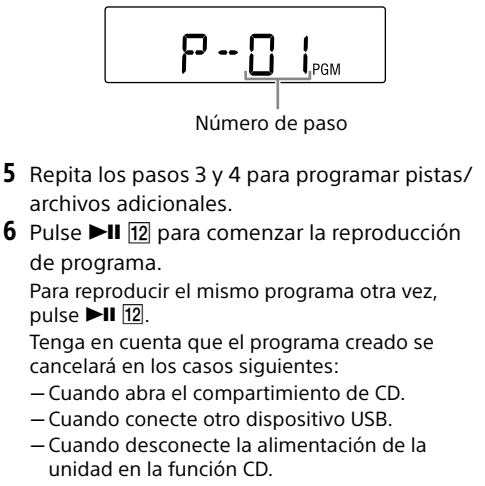 P--01 PGM
Número de paso
5 Repita los pasos 3 y 4 para programar pistas/
archivos adicionales.
6 Pulse ►II 12 para comenzar la reproducción
de programa.
Para reproducir el mismo programa otra vez,
pulse ►II 12.
Tenga en cuenta que el programa creado se
cancelará en los casos siguientes:
– Cuando abra el compartimiento de CD.
– Cuando conecte otro dispositivo USB.
– Cuando desconecte la alimentación de la
unidad en la función CD.